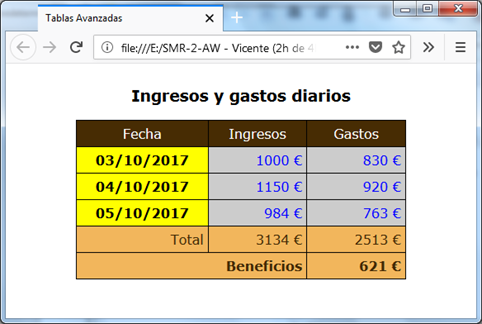 Tablas Avanzadas
file:///E:/SMR-2-AW - Vicente (2h de 4
Ingresos y gastos diarios
Fecha Ingresos Gastos
03/10/2017 1000 € 830 €
04/10/2017 1150 € 920 €
05/10/2017 984 € 763 €
Total 3134 € 2513 €
Beneficios 621 €